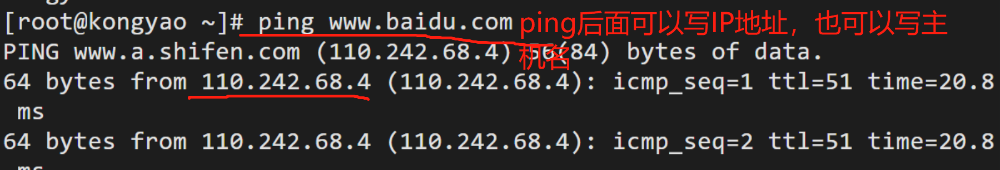 [root@kongyao ~]# ping www.baidu.com ping后面可以写IP地址，也可以写主
机名
PING www.a.shifen.com (110.242.68.4) 56(84) bytes of data.
64 bytes from 110.242.68.4 (110.242.68.4): icmp_seq=1 ttl=51 time=20.8
ms
64 bytes from 110.242.68.4 (110.242.68.4): icmp_seq=2 ttl=51 time=20.8
ms